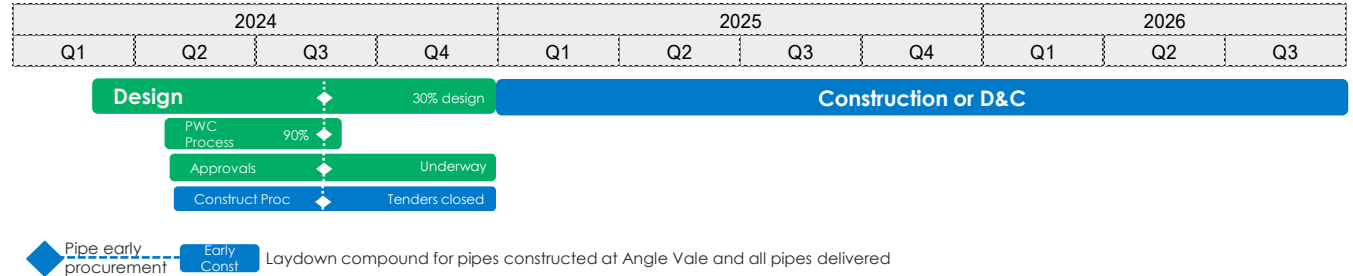 2024 2025 2026
Q1 Q2 Q3 Q4 Q1 Q2 Q3 Q4 Q1 Q2 Q3
Design 30% design Construction or D&C
PWC
Process 90%
Approvals Underway
Construct Proc Tenders closed
Pipe early
procurement
Early
Const
Laydown compound for pipes constructed at Angle Vale and all pipes delivered